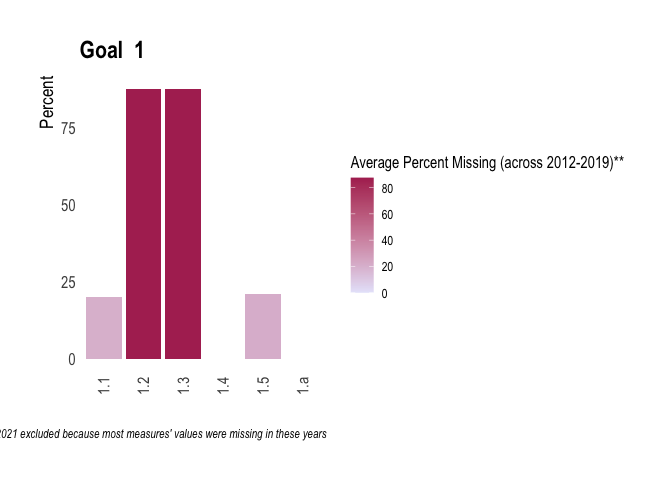 Goal 1
Percent
75
50
25
0
1.1
1.2
1.3
1.4
1.5
1.a
Average Percent Missing (across 2012-2019)**
80
60
40
20
0
2021 excluded because most measures' values were missing in these years